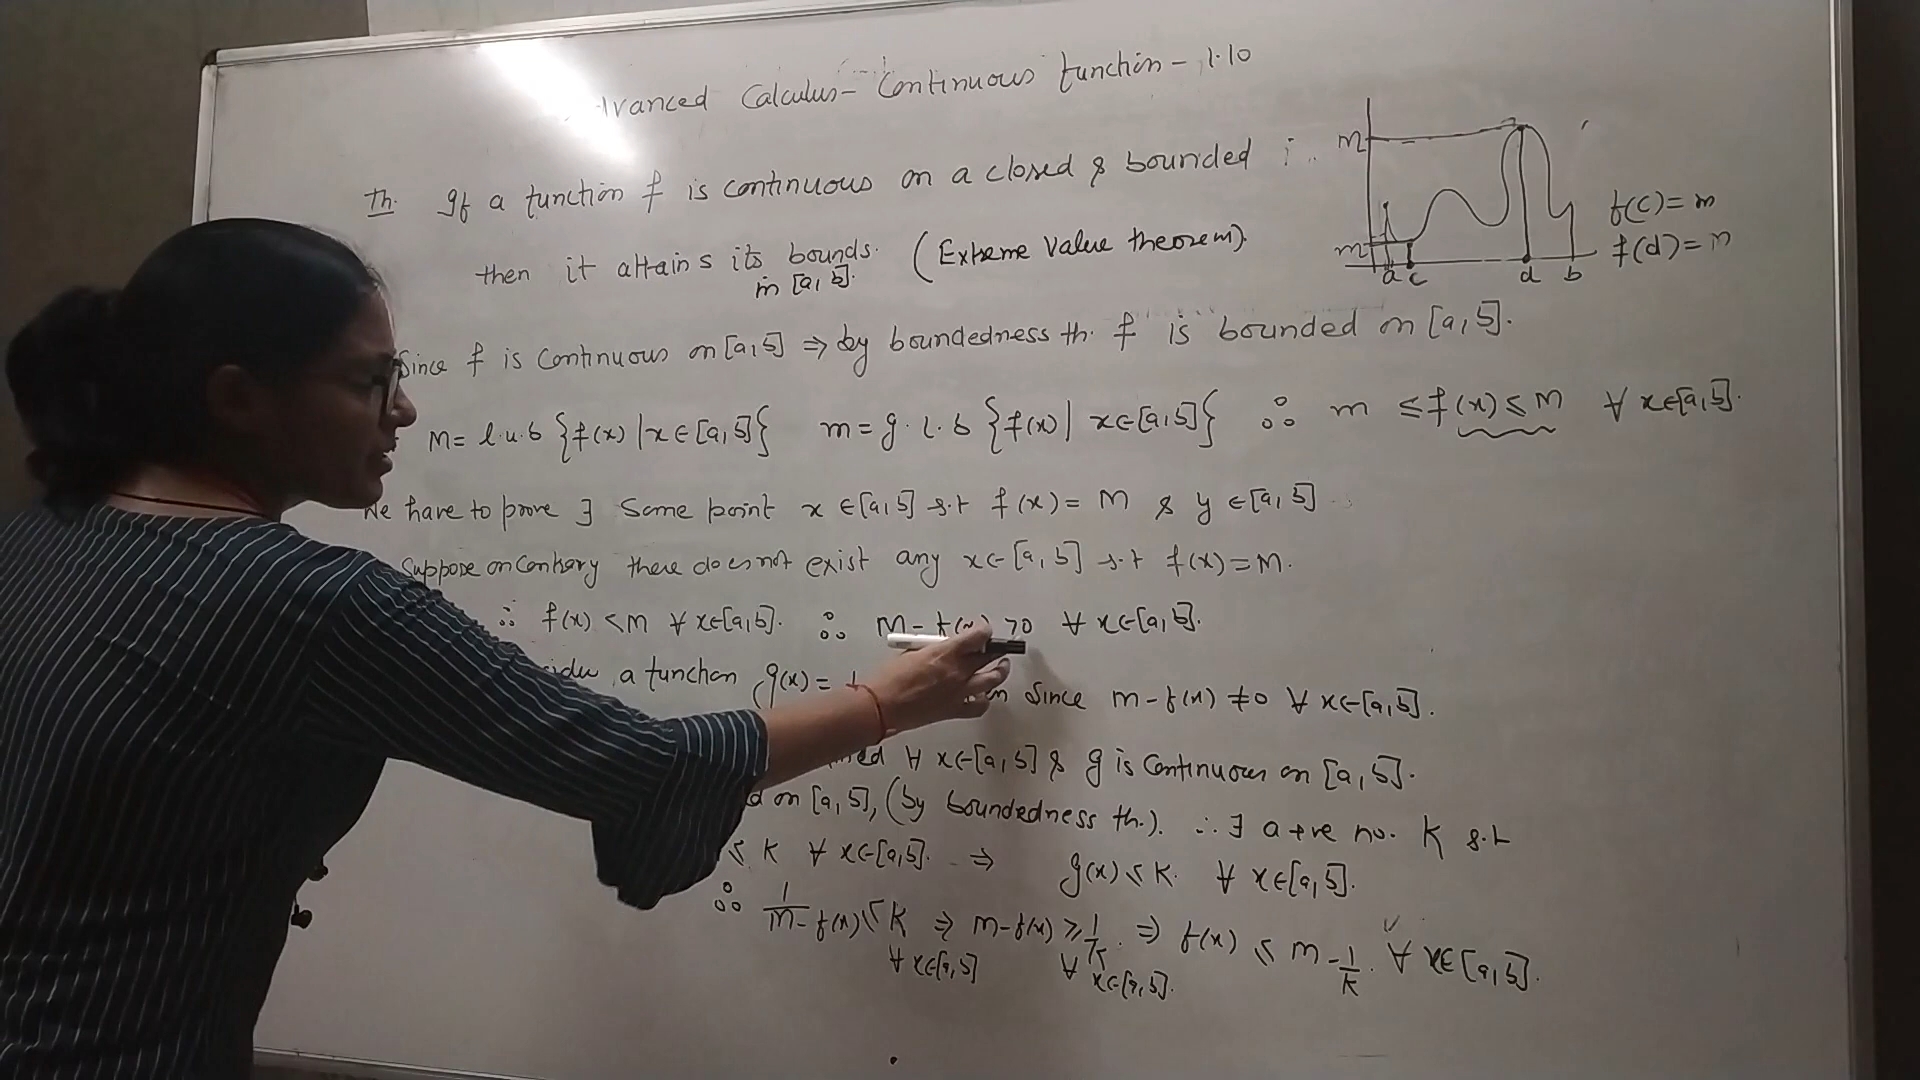 Advanced Calculus - Continuous function - 1.10
Th. If a function f is continuous on a closed & bounded
then it attains its bounds. (Extreme Value theorem).
in [a, b].
m
m
a c d b
f(c) = m
f(d) = m
Since f is continuous on [a, b] ⇒ by boundedness th. f is bounded on [a, b].
M = l.u.b {f(x) | x ∈ [a, b]} m = g.l.b {f(x) | x ∈ [a, b]} ∴ m ≤ f(x) ≤ M ∀ x ∈ [a, b].
We have to prove ∃ some point x ∈ [a, b] s.t f(x) = M & y ∈ [a, b]
Suppose on contrary there does not exist any x ∈ [a, b] s.t f(x) = M.
∴ f(x) < M ∀ x ∈ [a, b]. ∴ M - f(x) > 0 ∀ x ∈ [a, b].
a function g(x) = 1 Since M - f(x) ≠ 0 ∀ x ∈ [a, b].
∀ x ∈ [a, b] & g is continuous on [a, b].
on [a, b], (by boundedness th.). ∴ ∃ a +ve no. K s.t
≤ K ∀ x ∈ [a, b]. ⇒ g(x) ≤ K. ∀ x ∈ [a, b].
∴ 1/(M - f(x)) ≤ K ⇒ M - f(x) ≥ 1/K. ⇒ f(x) ≤ M - 1/K. ∀ x ∈ [a, b].
∀ x ∈ [a, b] ∀ x ∈ [a, b].